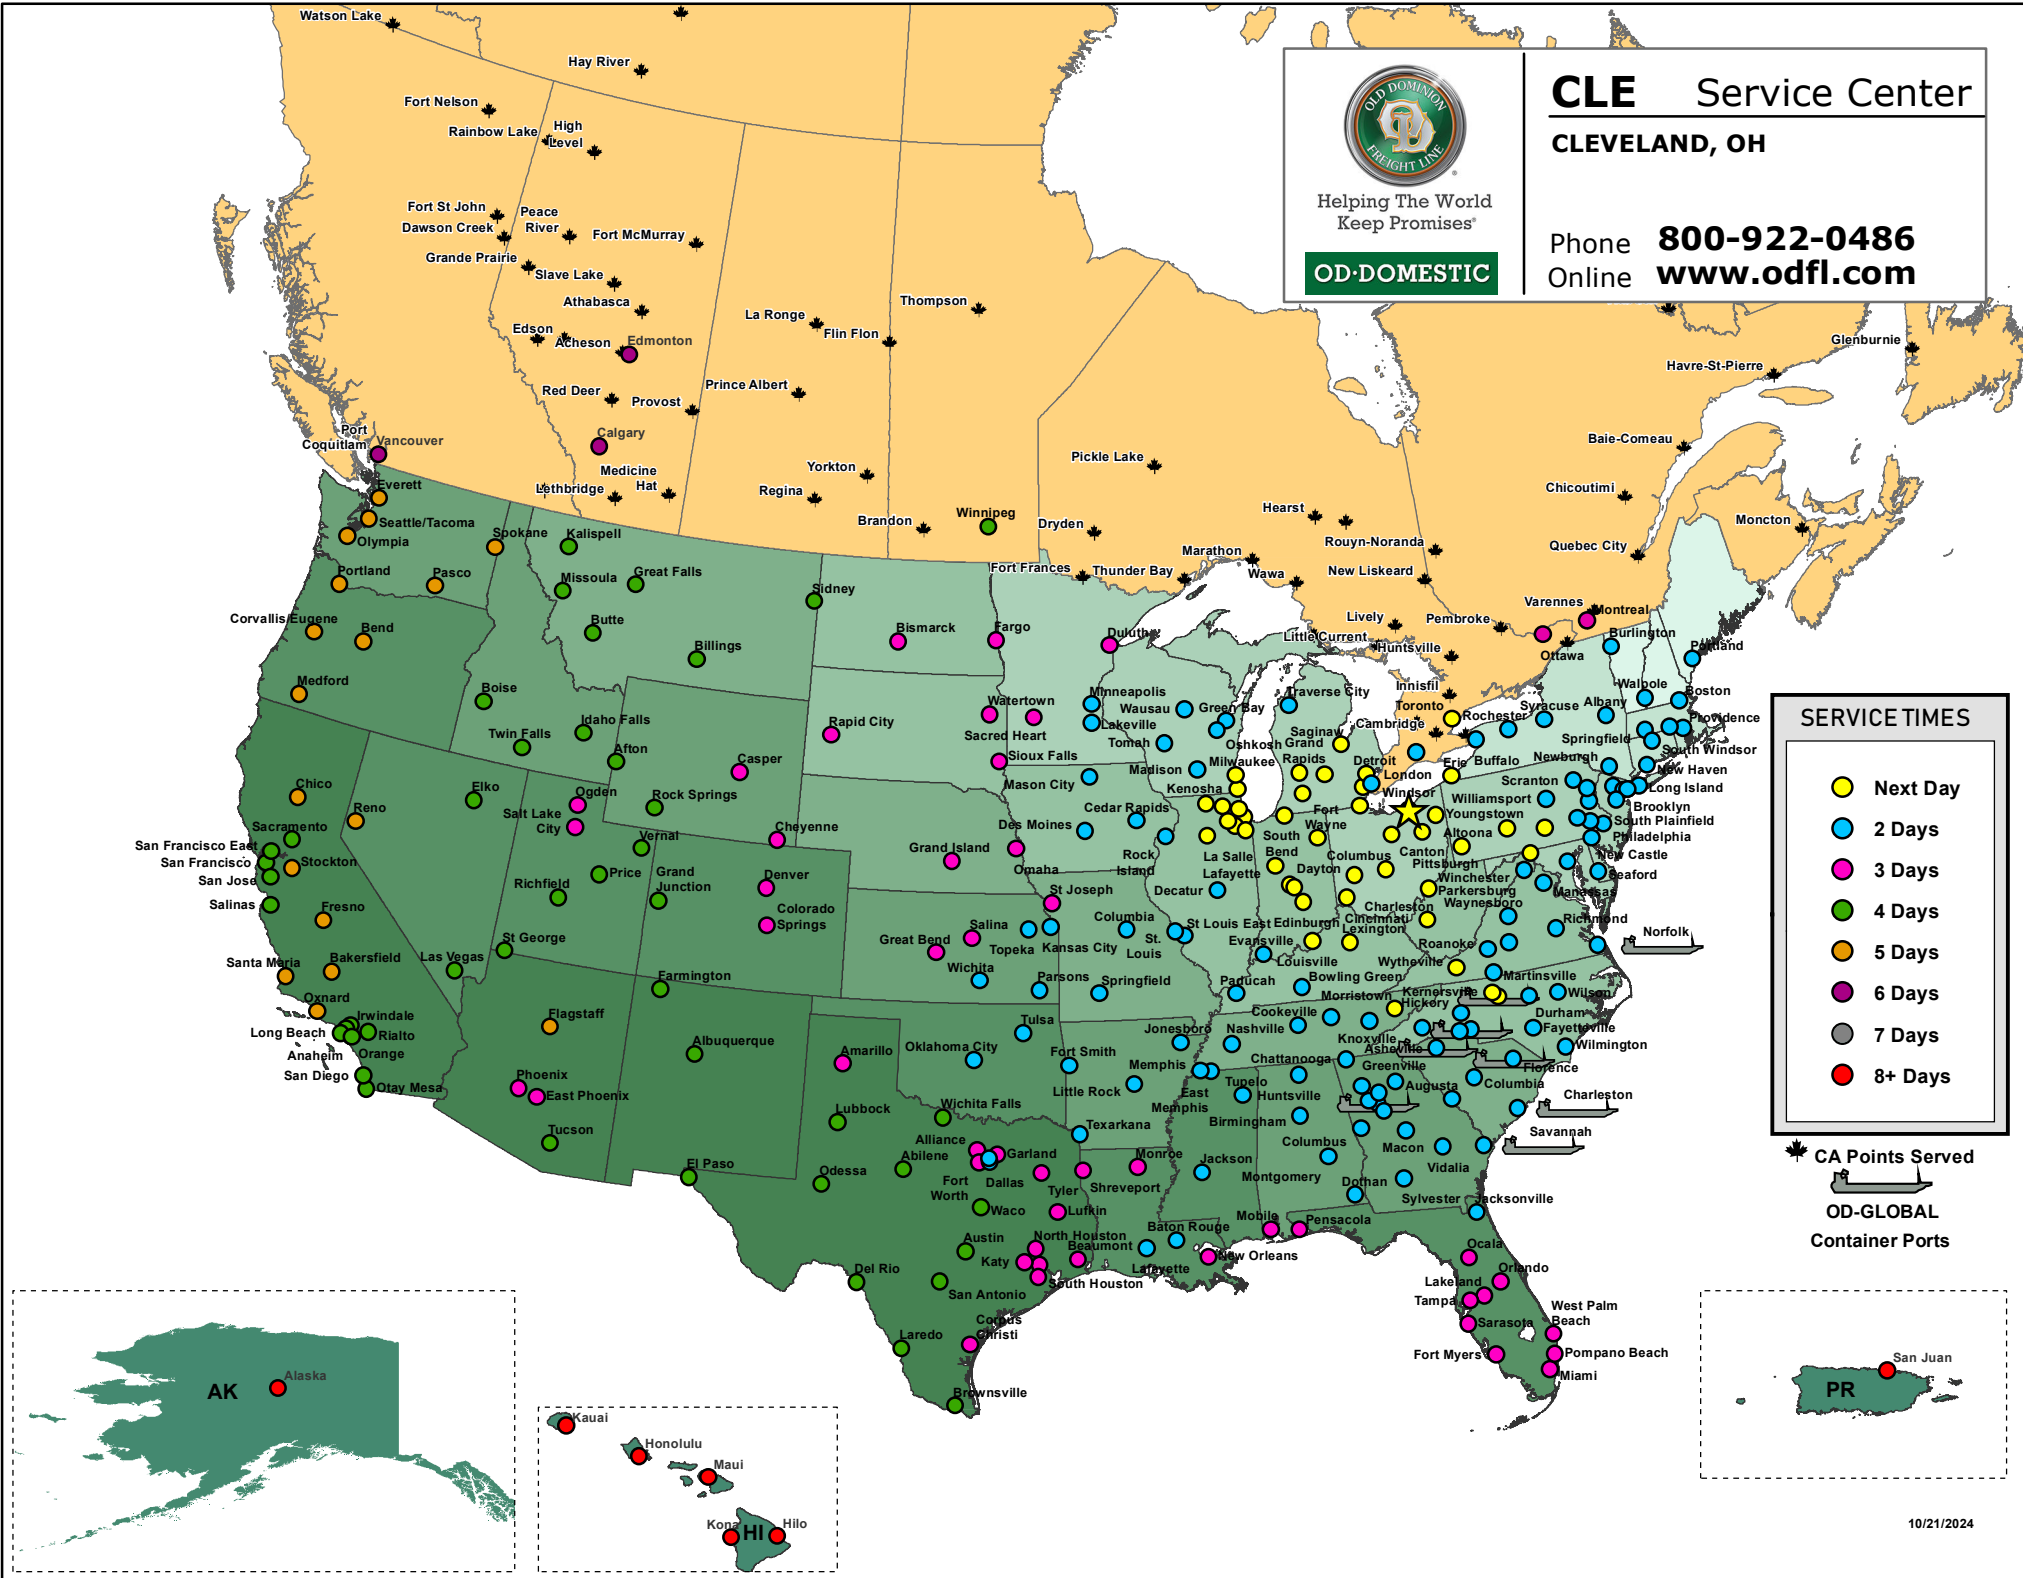 Watson Lake
Hay River
Fort Nelson
Rainbow Lake
High
Level
Fort St John
Dawson Creek
Peace
River
Fort McMurray
Grande Prairie
Slave Lake
Athabasca
Edson
Acheson
Edmonton
La Ronge
Flin Flon
Thompson
Red Deer
Provost
Prince Albert
Calgary
Port
Coquitlam
Vancouver
Medicine
Hat
Lethbridge
Yorkton
Regina
Brandon
Winnipeg
Dryden
Pickle Lake
Fort Frances
Thunder Bay
Marathon
Wawa
Hearst
Rouyn-Noranda
New Liskeard
Lively
Little Current
Pembroke
Huntsville
Innisfil
Toronto
Cambridge
Varennes
Montreal
Ottawa
Quebec City
Chicoutimi
Baie-Comeau
Havre-St-Pierre
Glenburnie
Moncton
OLD DOMINION
FREIGHT LINE
Helping The World
Keep Promises®
OD·DOMESTIC
CLE Service Center
CLEVELAND, OH
Phone 800-922-0486
Online www.odfl.com
Everett
Seattle/Tacoma
Olympia
Spokane
Portland
Pasco
Corvallis/Eugene
Bend
Medford
Kalispell
Missoula
Great Falls
Butte
Billings
Sidney
Boise
Idaho Falls
Twin Falls
Afton
Casper
Rock Springs
Cheyenne
Bismarck
Fargo
Duluth
Rapid City
Watertown
Sacred Heart
Sioux Falls
Minneapolis
Lakeville
Wausau
Green Bay
Tomah
Oshkosh
Madison
Milwaukee
Kenosha
Traverse City
Saginaw
Grand
Rapids
Detroit
London
Windsor
Mason City
Cedar Rapids
Des Moines
Rock
Island
Grand Island
Omaha
Chico
Reno
Elko
Ogden
Salt Lake
City
Vernal
Price
Richfield
St George
Grand
Junction
Denver
Colorado
Springs
Sacramento
San Francisco East
San Francisco
Stockton
San Jose
Salinas
Fresno
Santa Maria
Bakersfield
Oxnard
Las Vegas
Irwindale
Long Beach
Rialto
Anaheim
Orange
San Diego
Otay Mesa
Flagstaff
Phoenix
East Phoenix
Tucson
Farmington
Albuquerque
El Paso
St Joseph
Salina
Great Bend
Topeka
Kansas City
Wichita
Parsons
Columbia
St.
Louis
St Louis East
Springfield
La Salle
Lafayette
Decatur
South
Bend
Fort
Wayne
Dayton
Columbus
Canton
Youngstown
Edinburgh
Cincinnati
Lexington
Evansville
Louisville
Paducah
Bowling Green
Erie
Buffalo
Rochester
Syracuse
Albany
Burlington
Portland
Walpole
Boston
Providence
Springfield
South Windsor
Newburgh
New Haven
Long Island
Scranton
Williamsport
Brooklyn
South Plainfield
Philadelphia
New Castle
Seaford
Altoona
Pittsburgh
Winchester
Parkersburg
Manassas
Waynesboro
Charleston
Richmond
Roanoke
Norfolk
Wytheville
Martinsville
Kernersville
Wilson
Morristown
Hickory
Durham
Fayetteville
Wilmington
Cookeville
Knoxville
Asheville
Florence
Nashville
Jonesboro
Memphis
East
Memphis
Tupelo
Chattanooga
Greenville
Huntsville
Augusta
Columbia
Charleston
Savannah
Birmingham
Columbus
Macon
Vidalia
Montgomery
Dothan
Sylvester
Jacksonville
Amarillo
Oklahoma City
Tulsa
Fort Smith
Little Rock
Wichita Falls
Lubbock
Texarkana
Alliance
Garland
Abilene
Odessa
Fort
Worth
Dallas
Tyler
Shreveport
Monroe
Jackson
Waco
Lufkin
Austin
North Houston
Katy
Beaumont
South Houston
Del Rio
San Antonio
Corpus
Christi
Laredo
Brownsville
Baton Rouge
Lafayette
New Orleans
Mobile
Pensacola
Ocala
Orlando
Lakeland
Tampa
Sarasota
West Palm
Beach
Fort Myers
Pompano Beach
Miami
SERVICE TIMES
Next Day
2 Days
3 Days
4 Days
5 Days
6 Days
7 Days
8+ Days
CA Points Served
OD-GLOBAL
Container Ports
AK
Alaska
Kauai
Honolulu
Maui
Kona
HI
Hilo
San Juan
PR
10/21/2024